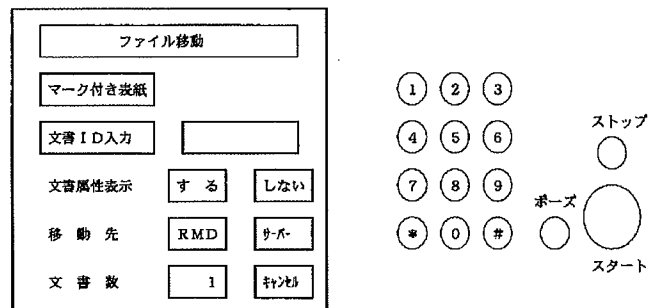 ファイル移動
マーク付き表紙
文書ID入力
文書属性表示 する しない
移動先 RMD サーバー
文書数 1 キャンセル
1 2 3
4 5 6
7 8 9
* 0 #
ストップ
ポーズ
スタート